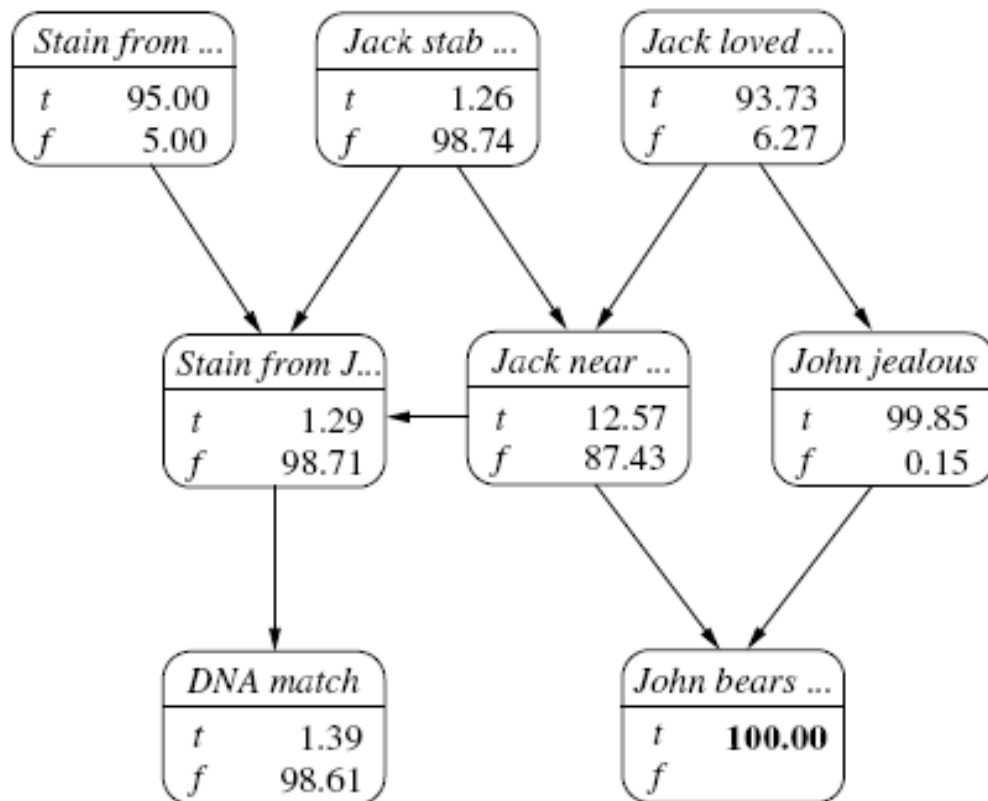 Stain from ...
t 95.00
f 5.00
Jack stab ...
t 1.26
f 98.74
Jack loved ...
t 93.73
f 6.27
Stain from J...
t 1.29
f 98.71
Jack near ...
t 12.57
f 87.43
John jealous
t 99.85
f 0.15
DNA match
t 1.39
f 98.61
John bears ...
t 100.00
f